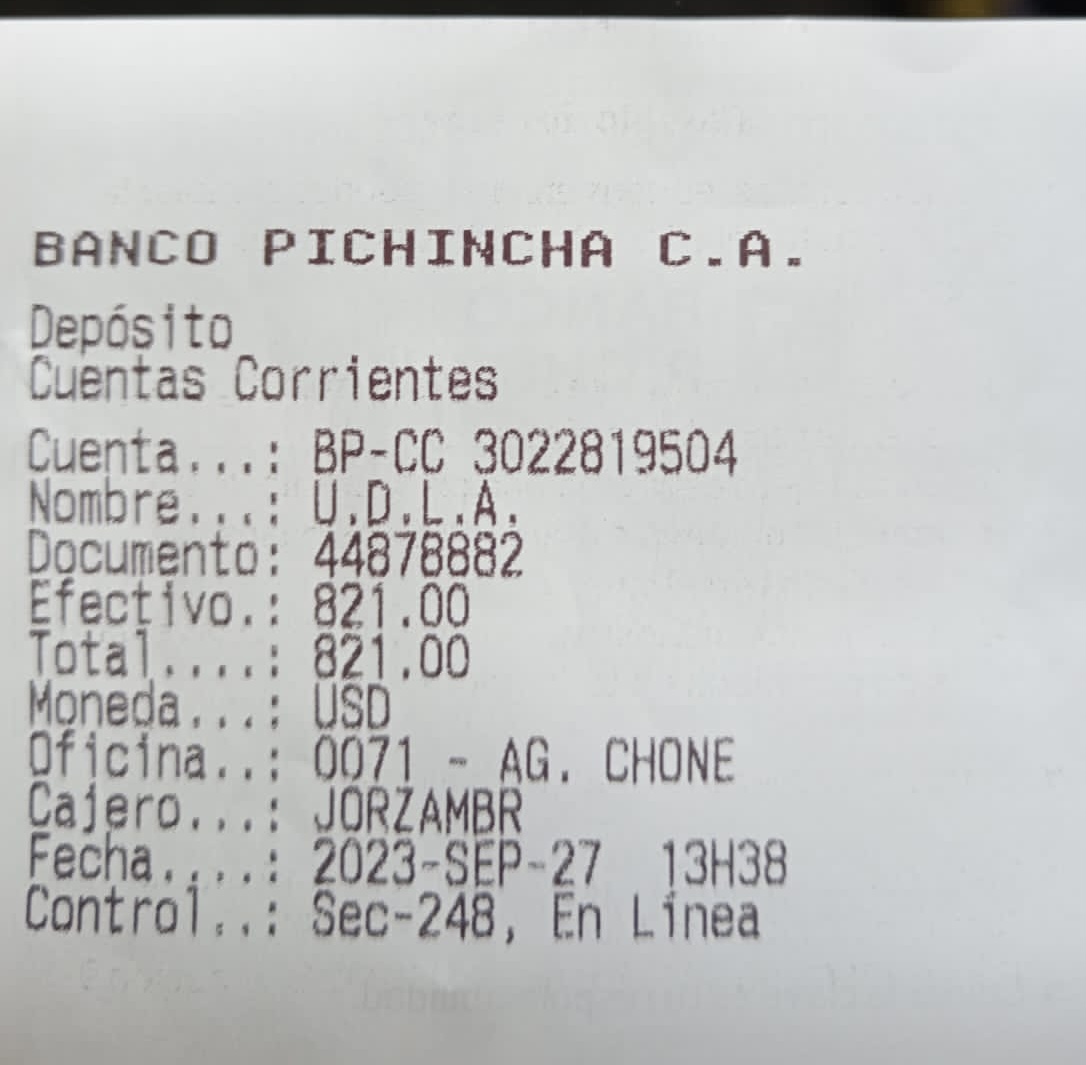 BANCO PICHINCHA C.A.
Depósito
Cuentas Corrientes
Cuenta...: BP-CC 3022819504
Nombre...: U.D.L.A.
Documento: 44878882
Efectivo.: 821.00
Total....: 821.00
Moneda...: USD
Oficina..: 0071 - AG. CHONE
Cajero...: JORZAMBR
Fecha....: 2023-SEP-27 13H38
Control..: Sec-248, En Línea